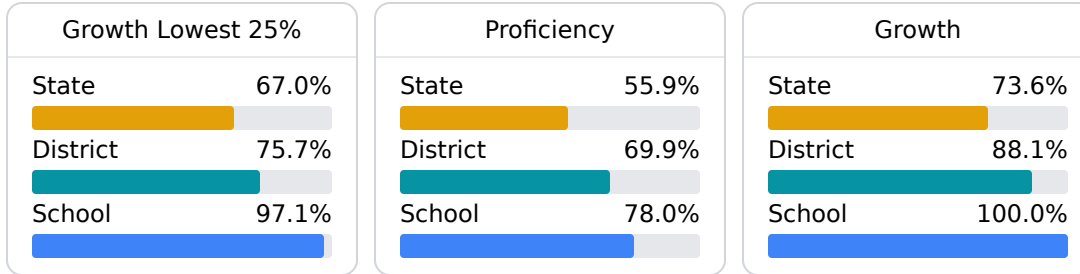 Growth Lowest 25%
State 67.0%
District 75.7%
School 97.1%
Proficiency
State 55.9%
District 69.9%
School 78.0%
Growth
State 73.6%
District 88.1%
School 100.0%